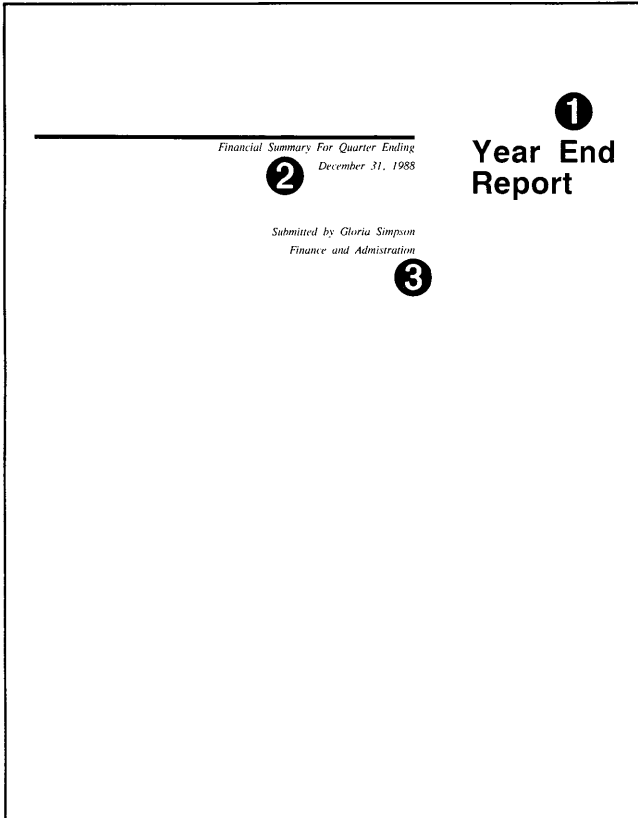 1
Year End
Report
Financial Summary For Quarter Ending
December 31, 1988
2
Submitted by Gloria Simpson
Finance and Admistration
3